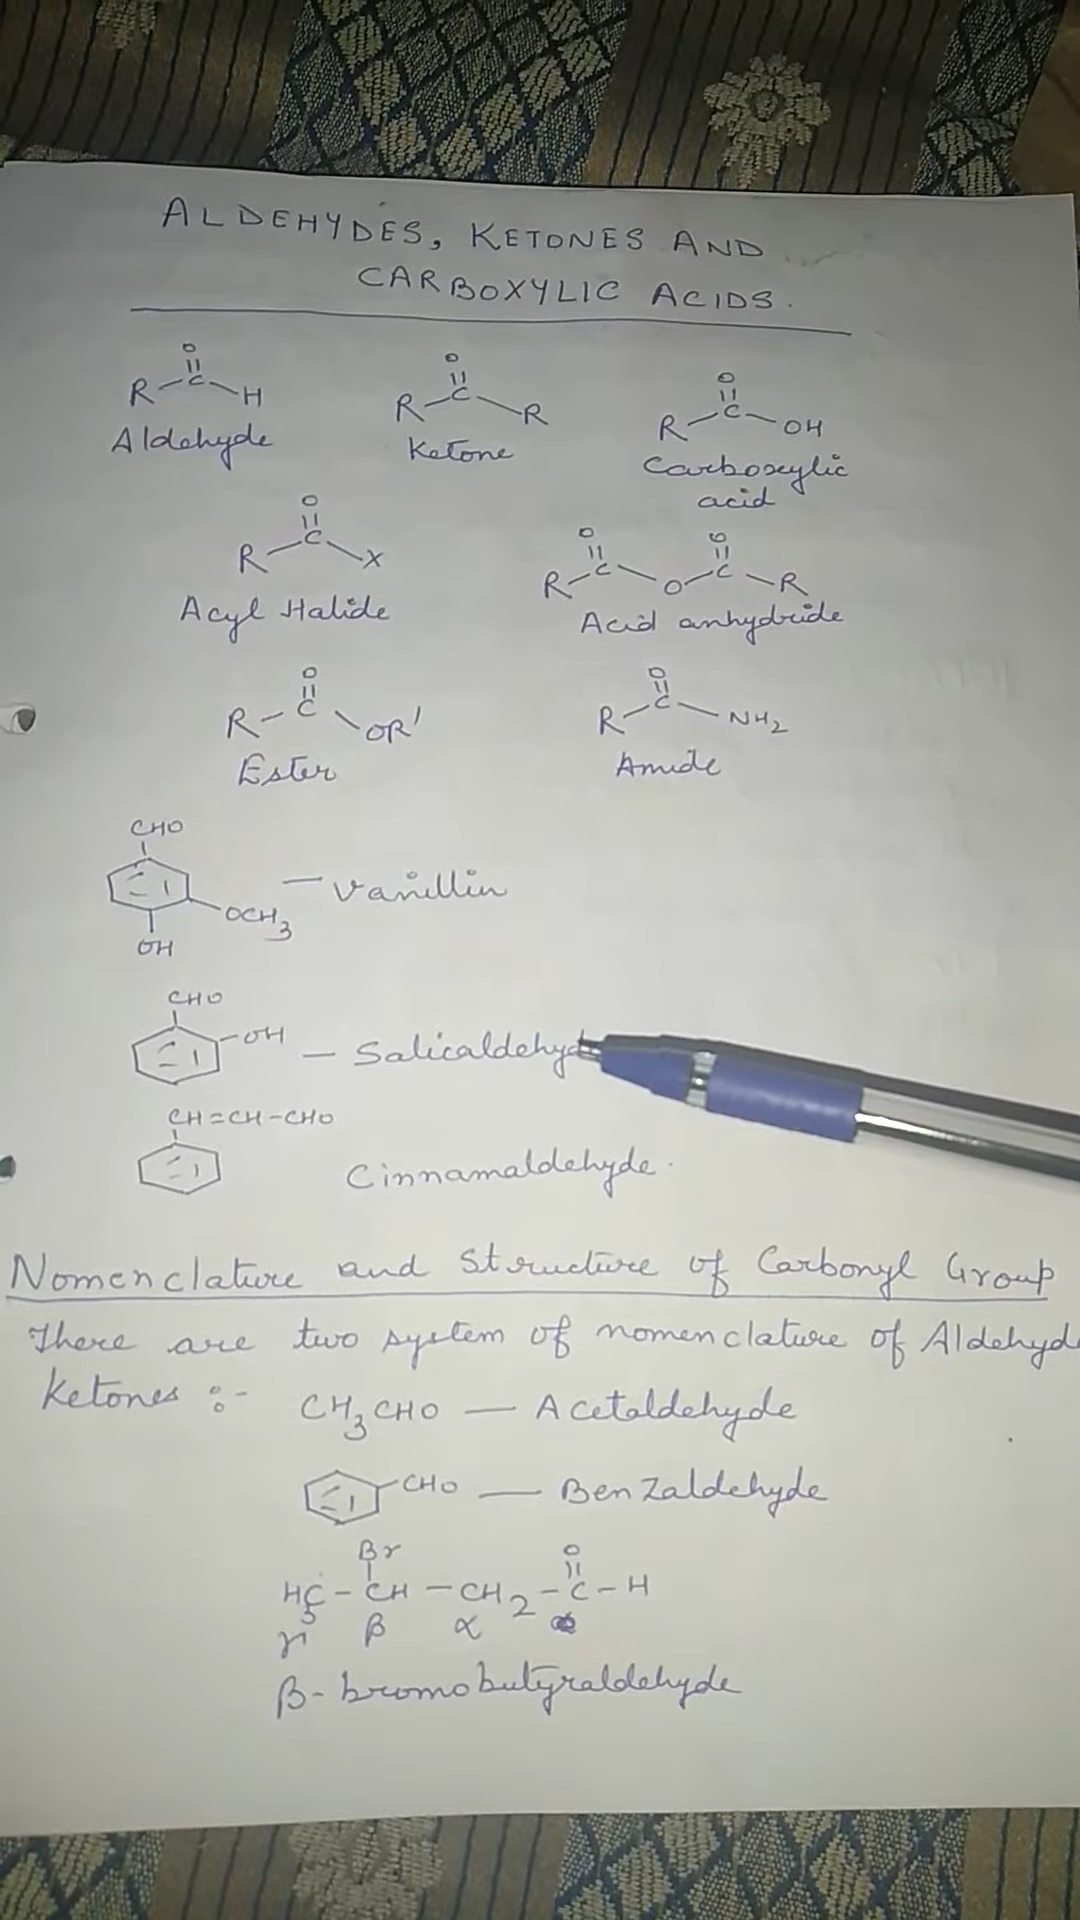 ALDEHYDES, KETONES AND
CARBOXYLIC ACIDS.
O O O
R-C-H R-C-R R-C-OH
Aldehyde Ketone Carboxylic
acid
O O O
R-C-X R-C-O-C-R
Acyl Halide Acid anhydride
O O
R-C-OR' R-C-NH2
Ester Amide
CHO
— Vanillin
OCH3
OH
CHO
OH — Salicaldehyd
CH=CH-CHO
Cinnamaldehyde.
Nomenclature and Structure of Carbonyl Group
There are two system of nomenclature of Aldehyd
Ketones :- CH3CHO — Acetaldehyde
CHO — Benzaldehyde
Br O
H3C-CH-CH2-C-H
γ β α
β-bromobutyraldehyde